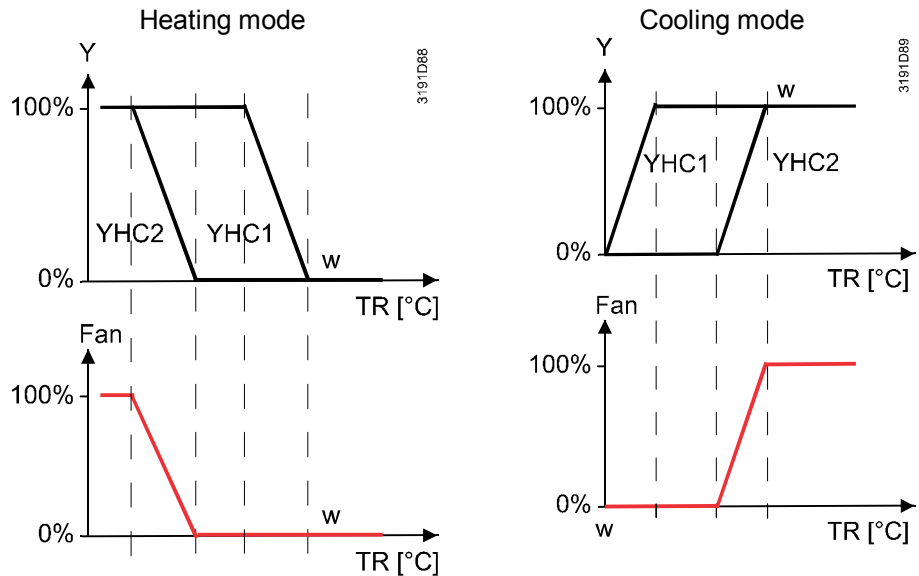 Heating mode
Y
3191D88
100%
YHC2
YHC1
w
0%
TR [°C]
Fan
100%
0%
w
TR [°C]
Cooling mode
Y
3191D89
100%
w
YHC1
YHC2
0%
TR [°C]
Fan
100%
0%
w
TR [°C]